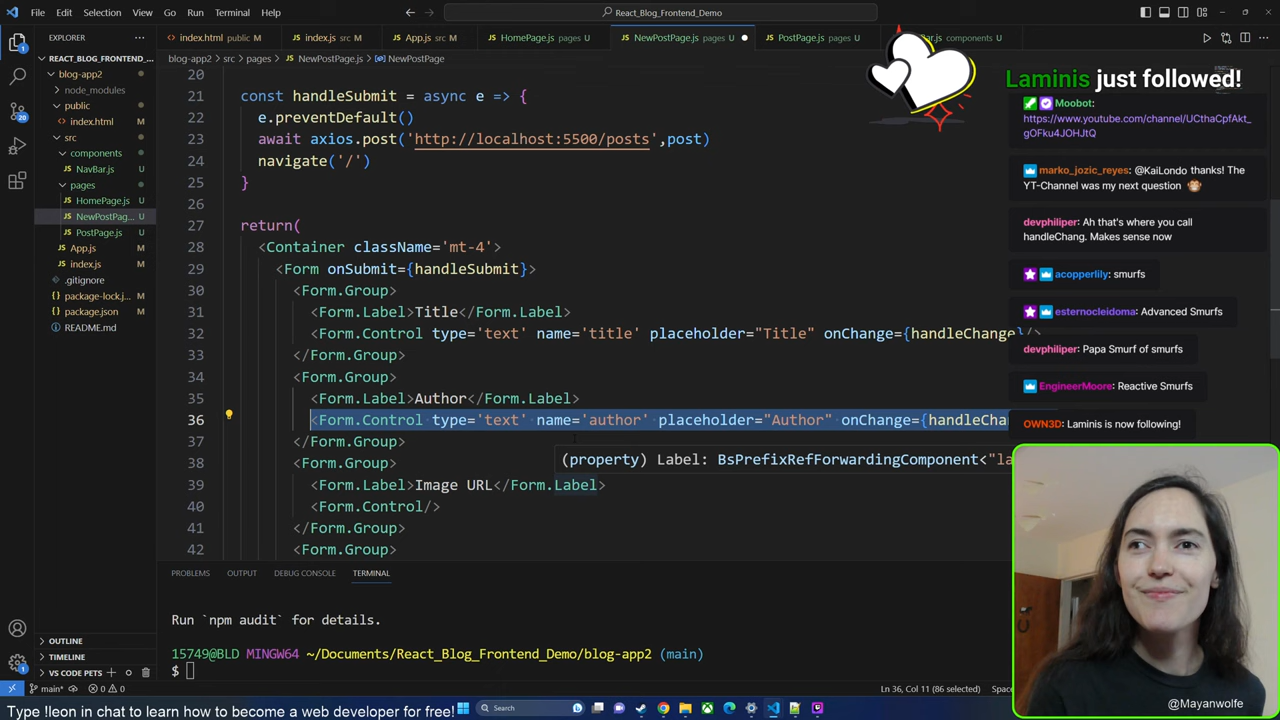 File Edit Selection View Go Run Terminal Help
React_Blog_Frontend_Demo
EXPLORER
index.html public M
index.js src M
App.js src M
HomePage.js pages U
NewPostPage.js pages U
PostPage.js pages U
Bar.js components U
REACT_BLOG_FRONTEND_...
blog-app2 > src > pages > JS NewPostPage.js > NewPostPage
blog-app2
node_modules
public
index.html M
src
components
NavBar.js U
pages
HomePage.js U
NewPostPag... U
PostPage.js U
App.js M
index.js M
.gitignore
package-lock.j... M
package.json M
README.md
20
21 const handleSubmit = async e => {
22 e.preventDefault()
23 await axios.post('http://localhost:5500/posts',post)
24 navigate('/')
25 }
26
27 return(
28 <Container className='mt-4'>
29 <Form onSubmit={handleSubmit}>
30 <Form.Group>
31 <Form.Label>Title</Form.Label>
32 <Form.Control type='text' name='title' placeholder="Title" onChange={handleChange}/>
33 </Form.Group>
34 <Form.Group>
35 <Form.Label>Author</Form.Label>
36 <Form.Control type='text' name='author' placeholder="Author" onChange={handleCha
37 </Form.Group>
(property) Label: BsPrefixRefForwardingComponent<"la
38 <Form.Group>
39 <Form.Label>Image URL</Form.Label>
40 <Form.Control/>
41 </Form.Group>
42 <Form.Group>
Laminis just followed!
Moobot:
https://www.youtube.com/channel/UCthaCpfAkt_
gOFku4JOHJtQ
marko_jozic_reyes: @KaiLondo thanks! The
YT-Channel was my next question
devphiliper: Ah that's where you call
handleChang. Makes sense now
acopperlily: smurfs
esternocleidoma: Advanced Smurfs
devphiliper: Papa Smurf of smurfs
EngineerMoore: Reactive Smurfs
OWN3D: Laminis is now following!
PROBLEMS OUTPUT DEBUG CONSOLE TERMINAL
Run `npm audit` for details.
15749@BLD MINGW64 ~/Documents/React_Blog_Frontend_Demo/blog-app2 (main)
$
OUTLINE
TIMELINE
VS CODE PETS
main*
0 0
Ln 36, Col 11 (86 selected)
Type !leon in chat to learn how to become a web developer for free!
Search
@Mayanwolfe